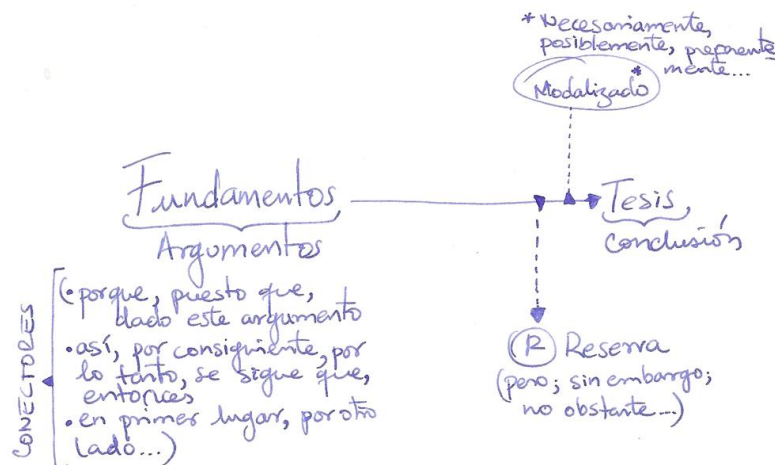 * Necesariamente,
posiblemente, preparente
mente...
Modalizado*
Fundamentos
Tesis,
Argumentos
conclusión
CONECTORES
(•porque, puesto que,
dado este argumento
•así, por consiguiente, por
lo tanto, se sigue que,
entonces
•en primer lugar, por otro
lado...)
R Reserva
(pero; sin embargo;
no obstante...)